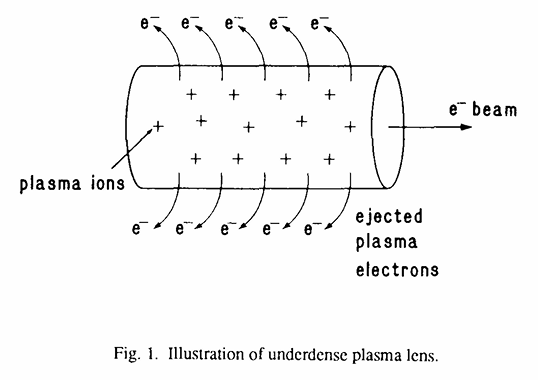 e⁻ e⁻ e⁻ e⁻ e⁻
+ + + +
e⁻ beam
+ + + + +
+ + + +
plasma ions
e⁻ e⁻ e⁻ e⁻ e⁻
ejected
plasma
electrons
Fig. 1. Illustration of underdense plasma lens.